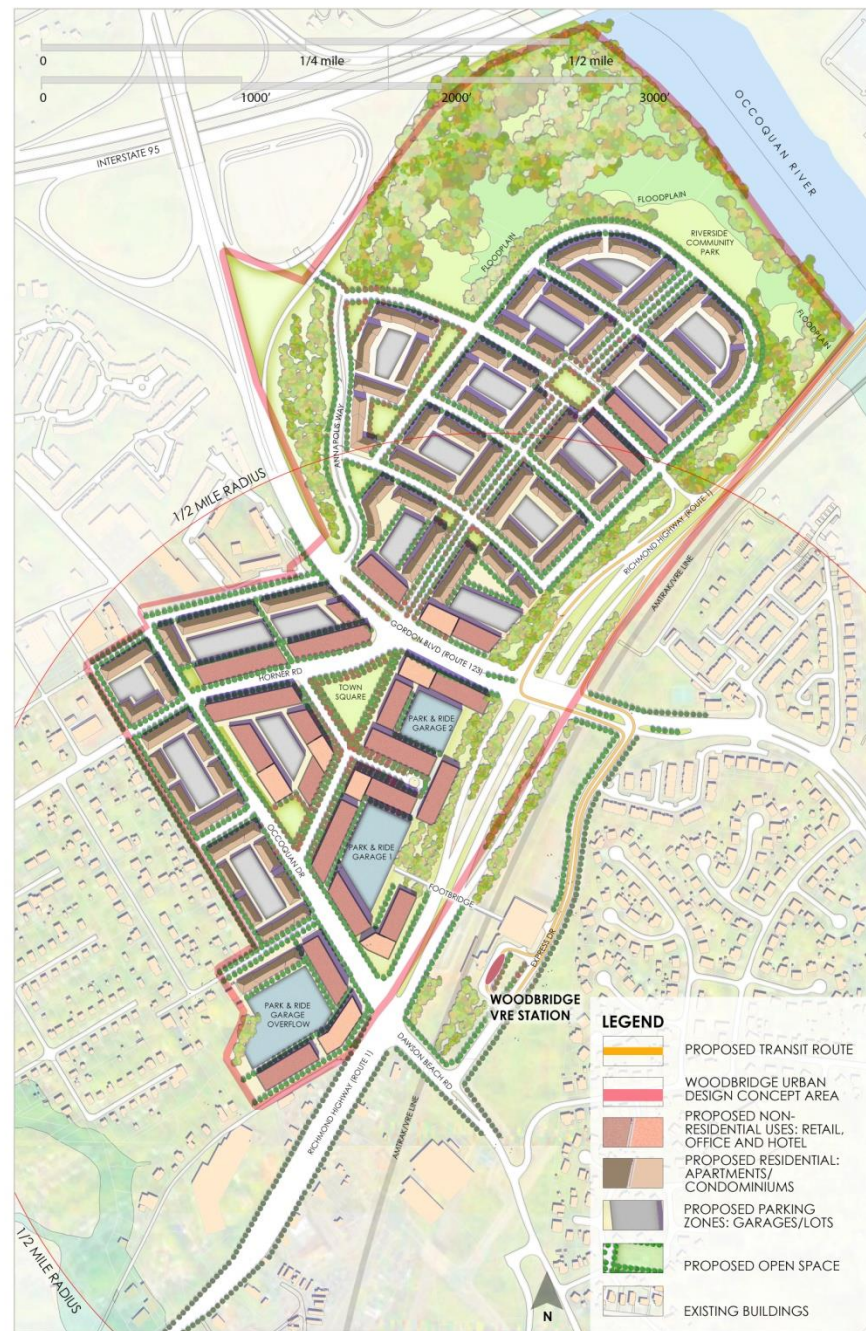 0 1/4 mile 1/2 mile
0 1000' 2000' 3000'
INTERSTATE 95
OCCOQUAN RIVER
FLOODPLAIN
RIVERSIDE
COMMUNITY
PARK
FLOODPLAIN
FLOODPLAIN
ANNAPOLIS WAY
1/2 MILE RADIUS
RICHMOND HIGHWAY (ROUTE 1)
AMTRAK/VRE LINE
GORDON BLVD (ROUTE 123)
HORNER RD
TOWN
SQUARE
PARK & RIDE
GARAGE 2
OCCOQUAN DR
PARK & RIDE
GARAGE 1
FOOTBRIDGE
EXPRESS DR
WOODBRIDGE
VRE STATION
PARK & RIDE
GARAGE
OVERFLOW
DAWSON BEACH RD
RICHMOND HIGHWAY (ROUTE 1)
AMTRAK/VRE LINE
1/2 MILE RADIUS
N
LEGEND
PROPOSED TRANSIT ROUTE
WOODBRIDGE URBAN
DESIGN CONCEPT AREA
PROPOSED NON-
RESIDENTIAL USES: RETAIL,
OFFICE AND HOTEL
PROPOSED RESIDENTIAL:
APARTMENTS/
CONDOMINIUMS
PROPOSED PARKING
ZONES: GARAGES/LOTS
PROPOSED OPEN SPACE
EXISTING BUILDINGS